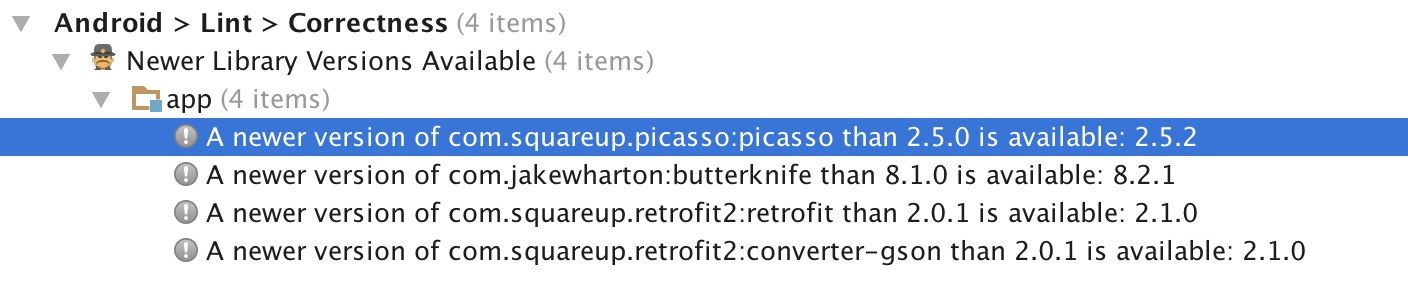 Android > Lint > Correctness (4 items)
Newer Library Versions Available (4 items)
app (4 items)
A newer version of com.squareup.picasso:picasso than 2.5.0 is available: 2.5.2
A newer version of com.jakewharton:butterknife than 8.1.0 is available: 8.2.1
A newer version of com.squareup.retrofit2:retrofit than 2.0.1 is available: 2.1.0
A newer version of com.squareup.retrofit2:converter-gson than 2.0.1 is available: 2.1.0